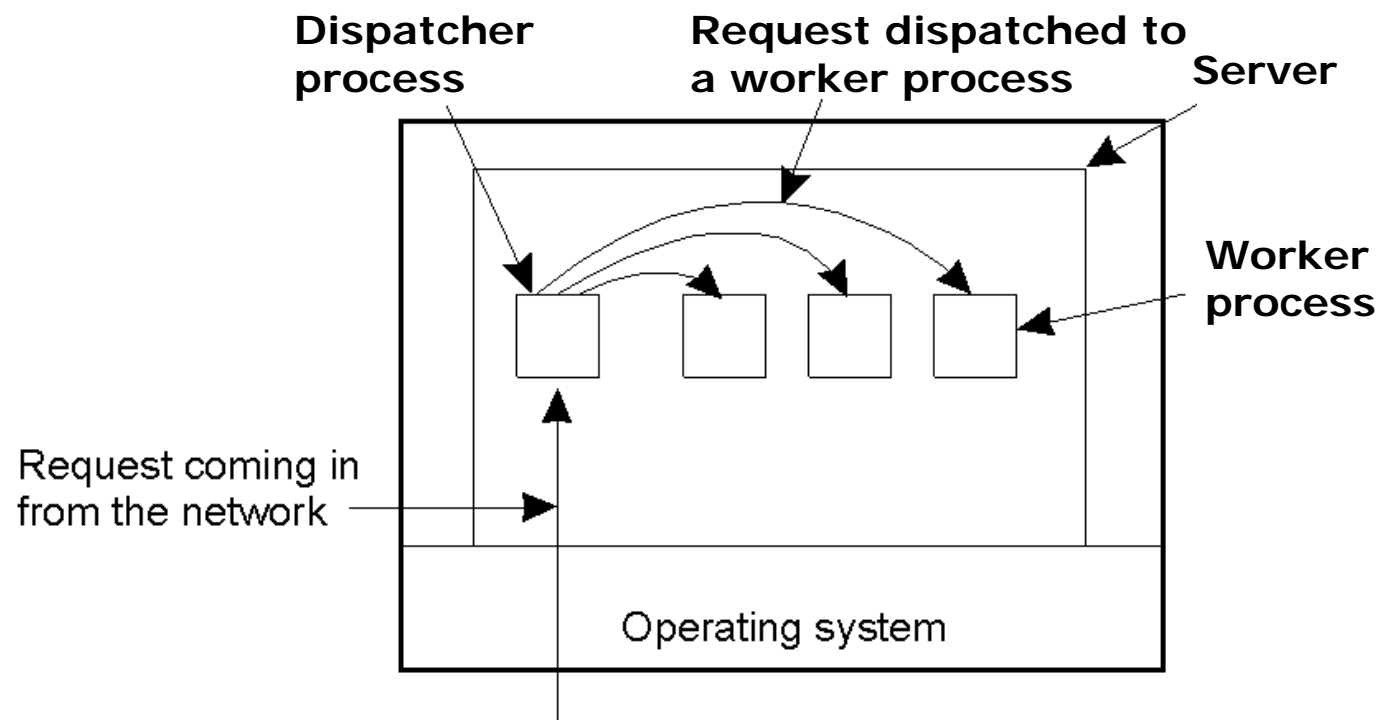 Dispatcher
process
Request dispatched to
a worker process
Server
Worker
process
Request coming in
from the network
Operating system